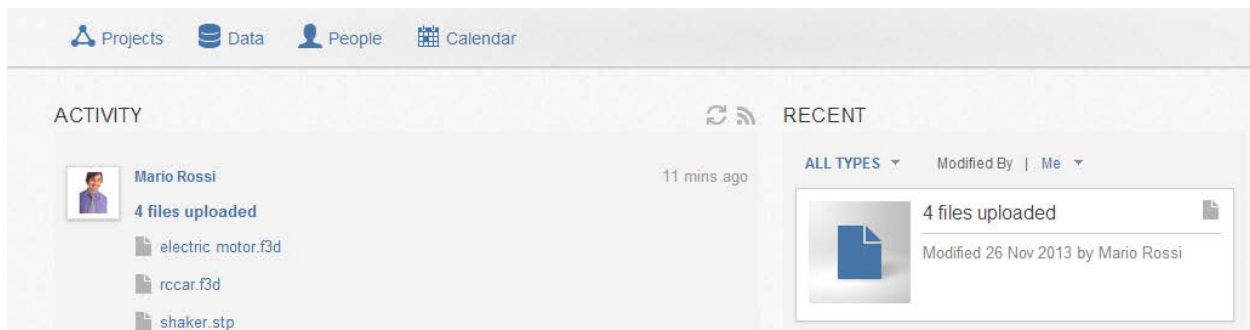 Projects Data People Calendar
ACTIVITY
Mario Rossi 11 mins ago
4 files uploaded
electric motor.f3d
rccar.f3d
shaker.stp
RECENT
ALL TYPES Modified By | Me
4 files uploaded
Modified 26 Nov 2013 by Mario Rossi